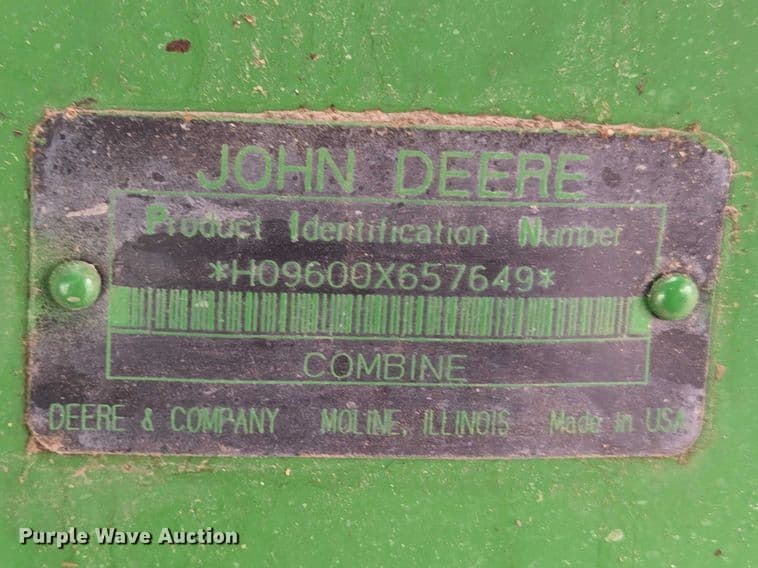 JOHN DEERE
Product Identification Number
*H09600X657649*
COMBINE
DEERE & COMPANY MOLINE, ILLINOIS Made in USA
Purple Wave Auction